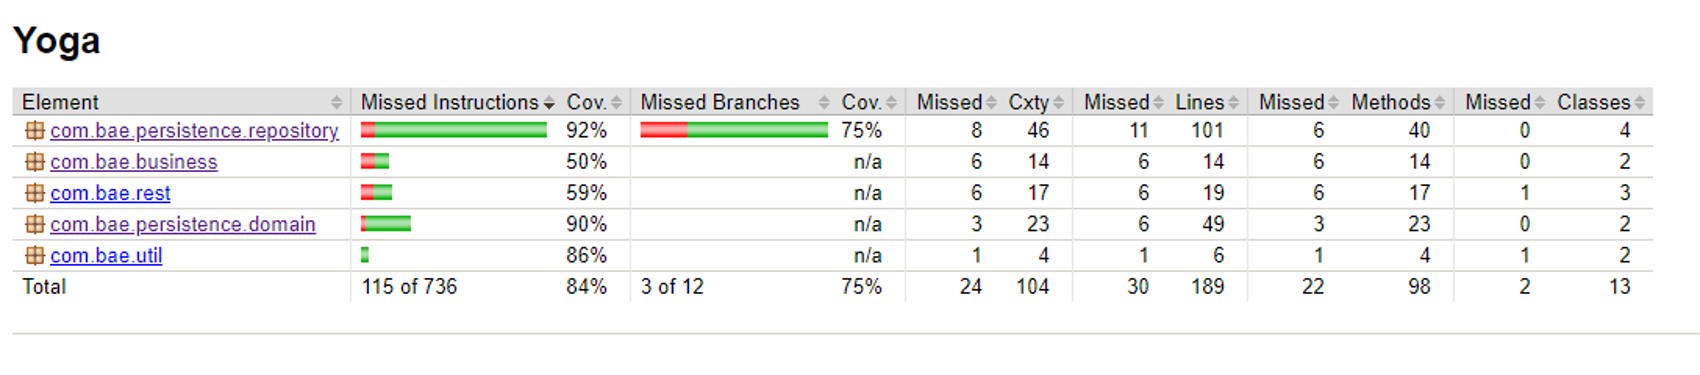 Yoga
Element Missed Instructions Cov. Missed Branches Cov. Missed Cxty Missed Lines Missed Methods Missed Classes
com.bae.persistence.repository 92% 75% 8 46 11 101 6 40 0 4
com.bae.business 50% n/a 6 14 6 14 6 14 0 2
com.bae.rest 59% n/a 6 17 6 19 6 17 1 3
com.bae.persistence.domain 90% n/a 3 23 6 49 3 23 0 2
com.bae.util 86% n/a 1 4 1 6 1 4 1 2
Total 115 of 736 84% 3 of 12 75% 24 104 30 189 22 98 2 13